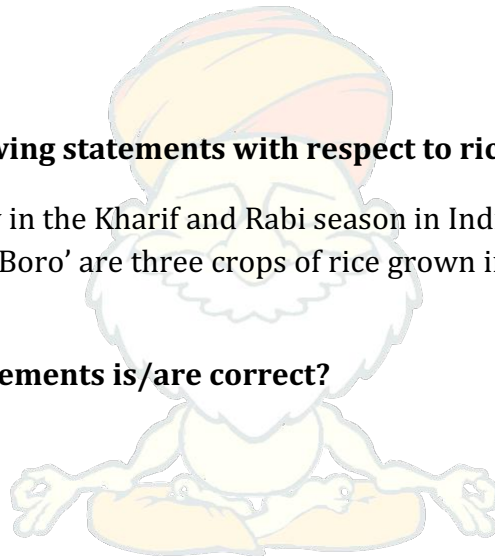 wing statements with respect to ric
in the Kharif and Rabi season in Ind
Boro’ are three crops of rice grown i
ements is/are correct?